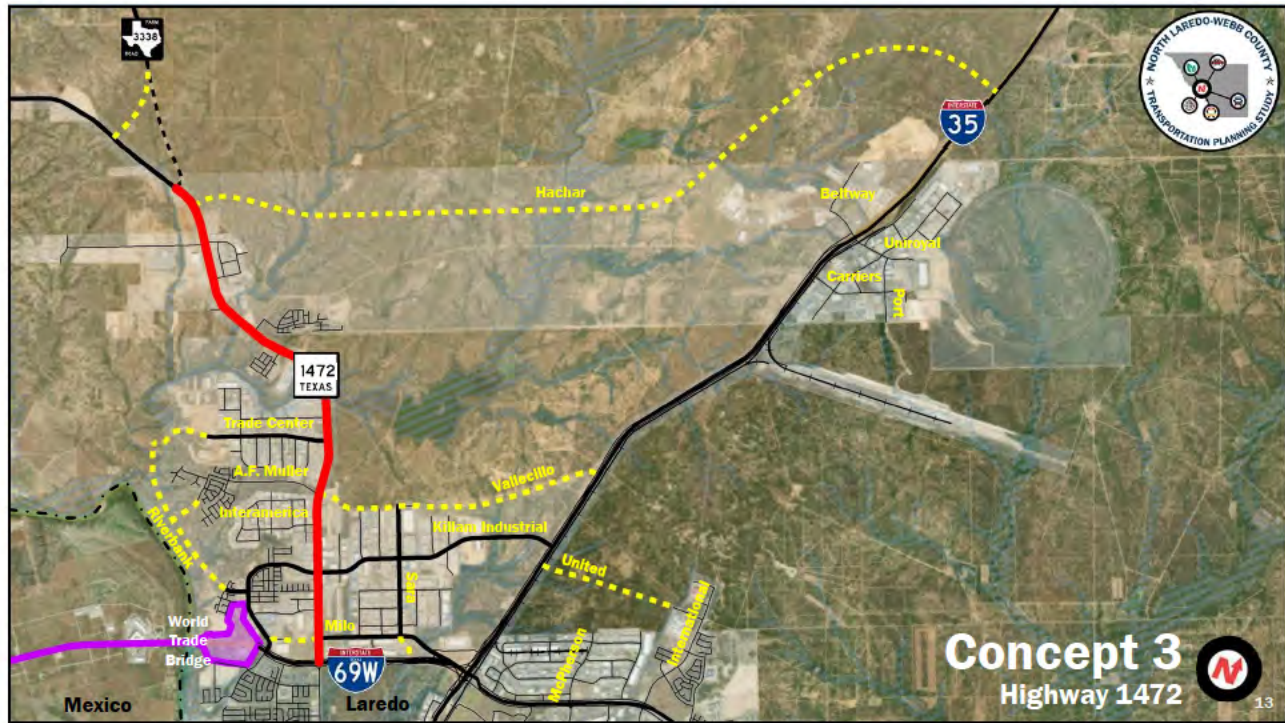 FARM
3338
ROAD
NORTH LAREDO-WEBB COUNTY
TRANSPORTATION PLANNING STUDY
N
INTERSTATE
35
Hachar
Beltway
Uniroyal
Carriers
Port
1472
TEXAS
Trade Center
A.F. Muller
Vallecillo
Interamerica
Riverbank
Killam Industrial
United
Sara
International
World
Trade
Bridge
Milo
INTERSTATE
69W
McPherson
Mexico
Laredo
Concept 3
Highway 1472
N
13